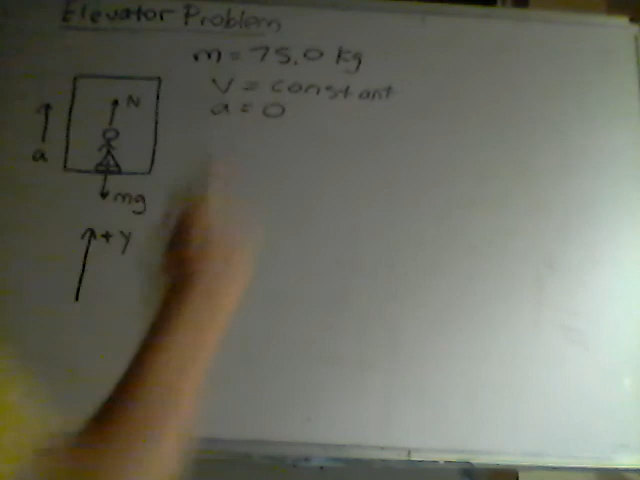 Elevator Problem
m = 75.0 kg
V = constant
a = 0
N
a
mg
+Y